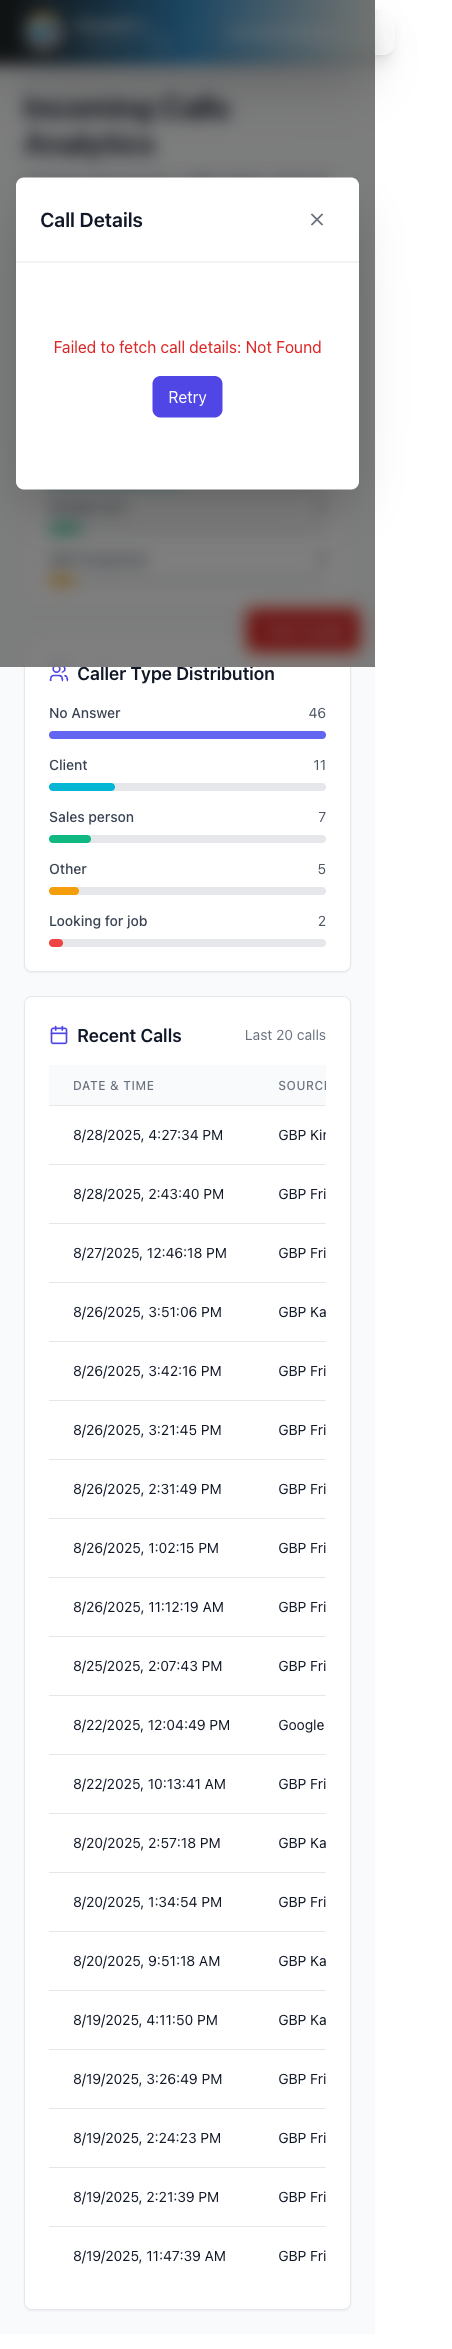 Incoming Calls
Analytics
Call Details
Failed to fetch call details: Not Found
Retry
Caller Type Distribution
No Answer 46
Client 11
Sales person 7
Other 5
Looking for job 2
Recent Calls Last 20 calls
DATE & TIME SOURC
8/28/2025, 4:27:34 PM GBP Kir
8/28/2025, 2:43:40 PM GBP Fri
8/27/2025, 12:46:18 PM GBP Fri
8/26/2025, 3:51:06 PM GBP Ka
8/26/2025, 3:42:16 PM GBP Fri
8/26/2025, 3:21:45 PM GBP Fri
8/26/2025, 2:31:49 PM GBP Fri
8/26/2025, 1:02:15 PM GBP Fri
8/26/2025, 11:12:19 AM GBP Fri
8/25/2025, 2:07:43 PM GBP Fri
8/22/2025, 12:04:49 PM Google
8/22/2025, 10:13:41 AM GBP Fri
8/20/2025, 2:57:18 PM GBP Ka
8/20/2025, 1:34:54 PM GBP Fri
8/20/2025, 9:51:18 AM GBP Ka
8/19/2025, 4:11:50 PM GBP Ka
8/19/2025, 3:26:49 PM GBP Fri
8/19/2025, 2:24:23 PM GBP Fri
8/19/2025, 2:21:39 PM GBP Fri
8/19/2025, 11:47:39 AM GBP Fri